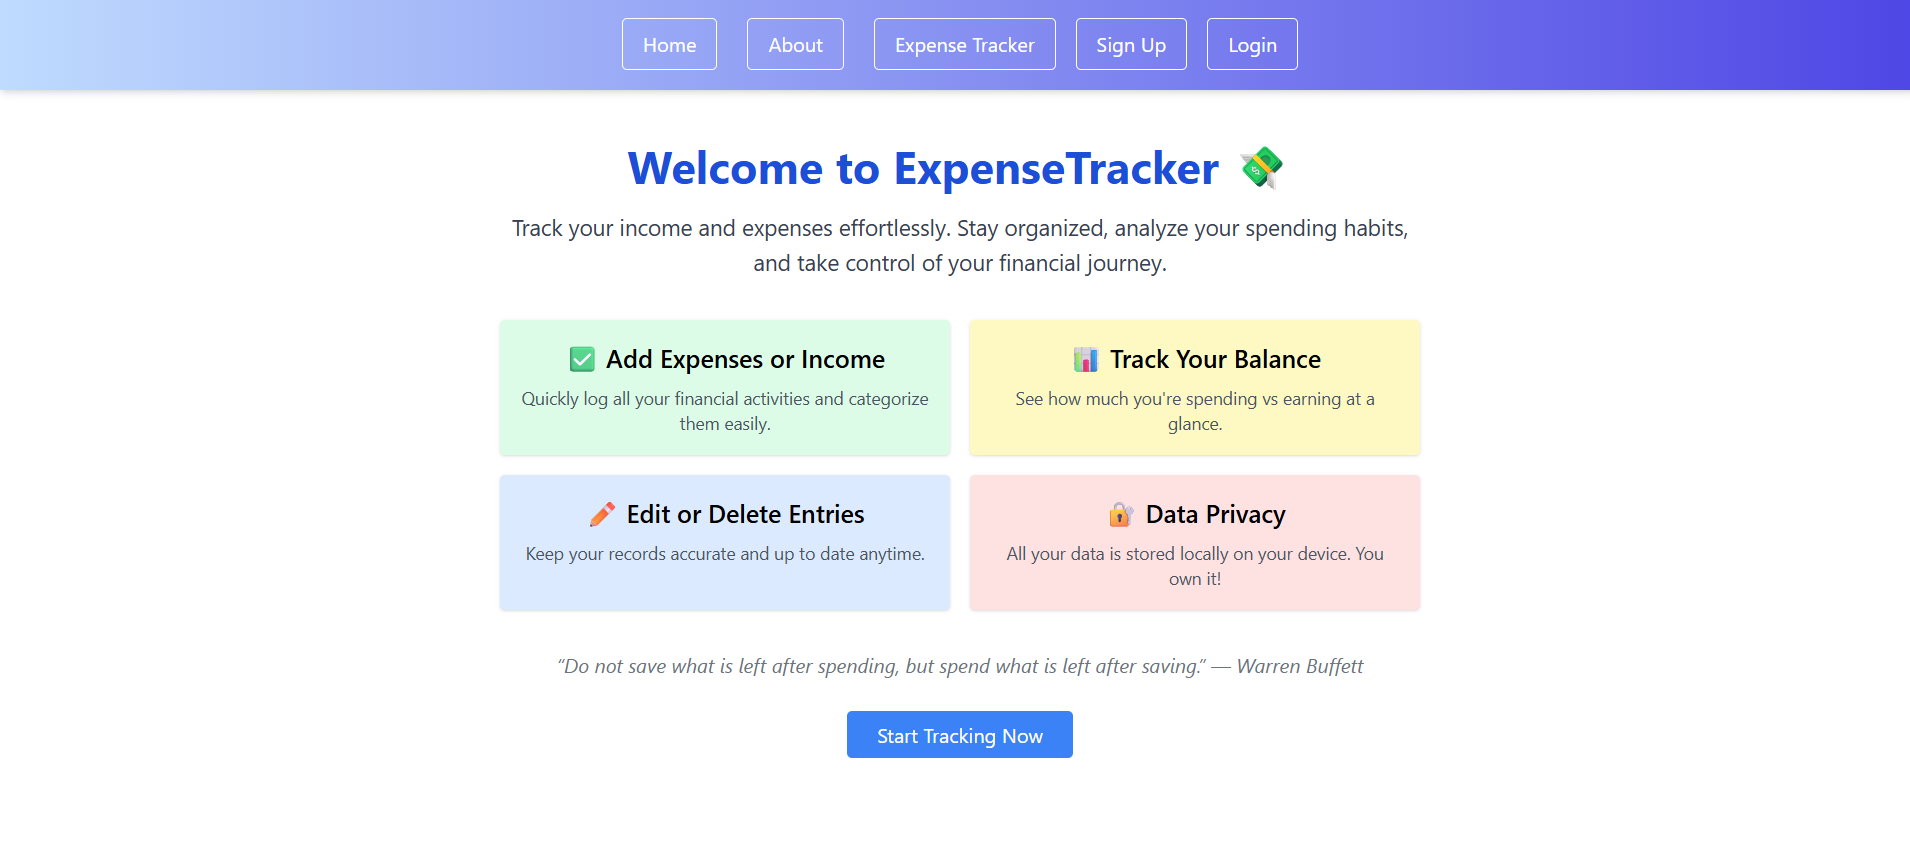 Home About Expense Tracker Sign Up Login
Welcome to ExpenseTracker 💸
Track your income and expenses effortlessly. Stay organized, analyze your spending habits,
and take control of your financial journey.
✅ Add Expenses or Income
Quickly log all your financial activities and categorize
them easily.
📊 Track Your Balance
See how much you're spending vs earning at a
glance.
✏️ Edit or Delete Entries
Keep your records accurate and up to date anytime.
🔐 Data Privacy
All your data is stored locally on your device. You
own it!
“Do not save what is left after spending, but spend what is left after saving.” — Warren Buffett
Start Tracking Now